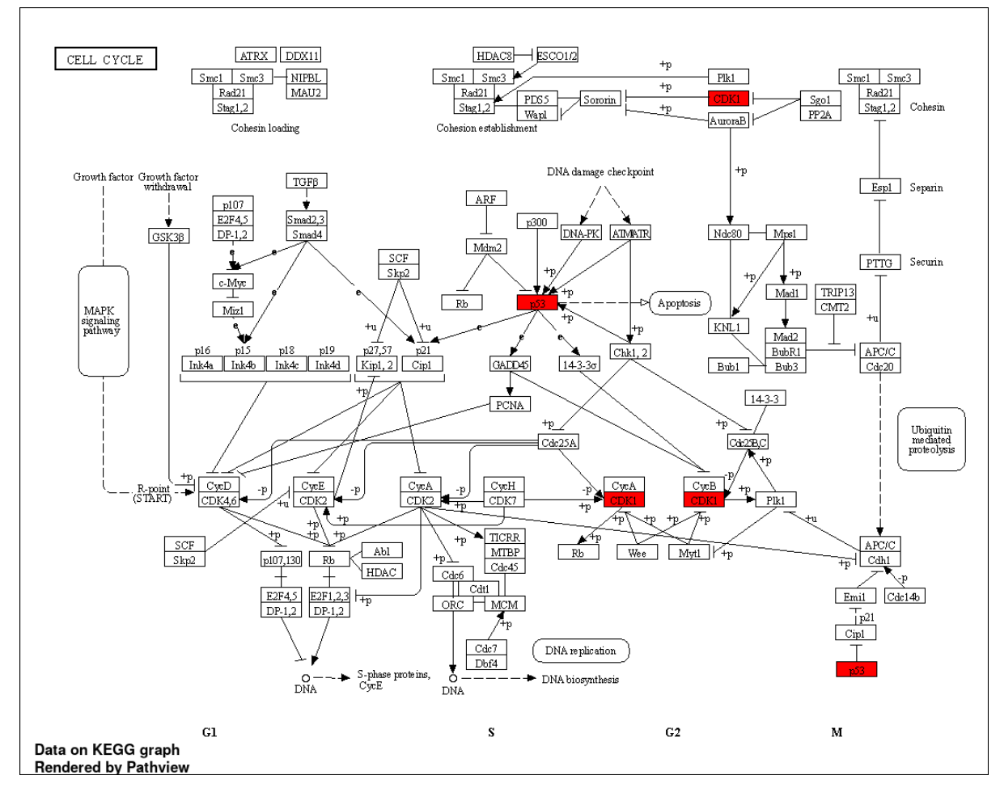 CELL CYCLE
ATRX
DDX11
Smc1
Smc3
NIPBL
MAU2
Rad21
Stag1,2
Cohesin loading
HDAC8
ESCO1/2
Smc1
Smc3
Rad21
Stag1,2
PDS5
Wapl
Sororin
Cohesion establishment
+p
Plk1
+p
CDK1
+p
AuroraB
Sgo1
PP2A
Smc1
Smc3
Rad21
Stag1,2
Cohesin
+p
Esp1
Separin
Growth factor
Growth factor
withdrawal
GSK3β
p107
E2F4,5
DP-1,2
TGFβ
Smad2,3
Smad4
e
e
e
e
c-Myc
Miz1
e
SCF
Skp2
+u
+u
ARF
Mdm2
Rb
p300
DNA damage checkpoint
DNA-PK
ATM/ATR
+p
+p
+p
+p
p53
Apoptosis
e
e
e
Ndc80
Mps1
+p
+p
Mad1
KNL1
Mad2
BubR1
Bub3
Bub1
TRIP13
CMT2
PTTG
Securin
+u
APC/C
Cdc20
MAPK
signaling
pathway
p16
Ink4a
p15
Ink4b
p18
Ink4c
p19
Ink4d
p27,57
Kip1, 2
p21
Cip1
+p
GADD45
14-3-3σ
Chk1, 2
PCNA
+p
+p
14-3-3
Cdc25A
Cdc25B,C
Ubiquitin
mediated
proteolysis
R-point
(START)
+p
CycD
CDK4,6
-p
CycE
CDK2
-p
CycA
CDK2
-p
+p
CycH
CDK7
-p
CycA
CDK1
CycB
CDK1
-p
+p
+p
Plk1
+u
+p
+p
+p
+p
+u
SCF
Skp2
p107,130
Rb
Abl
HDAC
+p
+p
+p
TICRR
MTBP
Cdc45
Cdc6
Cdt1
ORC
MCM
+p
Rb
Wee
Myt1
+p
+p
+p
+p
APC/C
Cdh1
+p
-p
Emi1
Cdc14b
p21
Cip1
p53
E2F4,5
DP-1,2
E2F1,2,3
DP-1,2
+p
Cdc7
Dbf4
DNA replication
DNA
S-phase proteins,
CycE
DNA
DNA biosynthesis
G1
S
G2
M
Data on KEGG graph
Rendered by Pathview